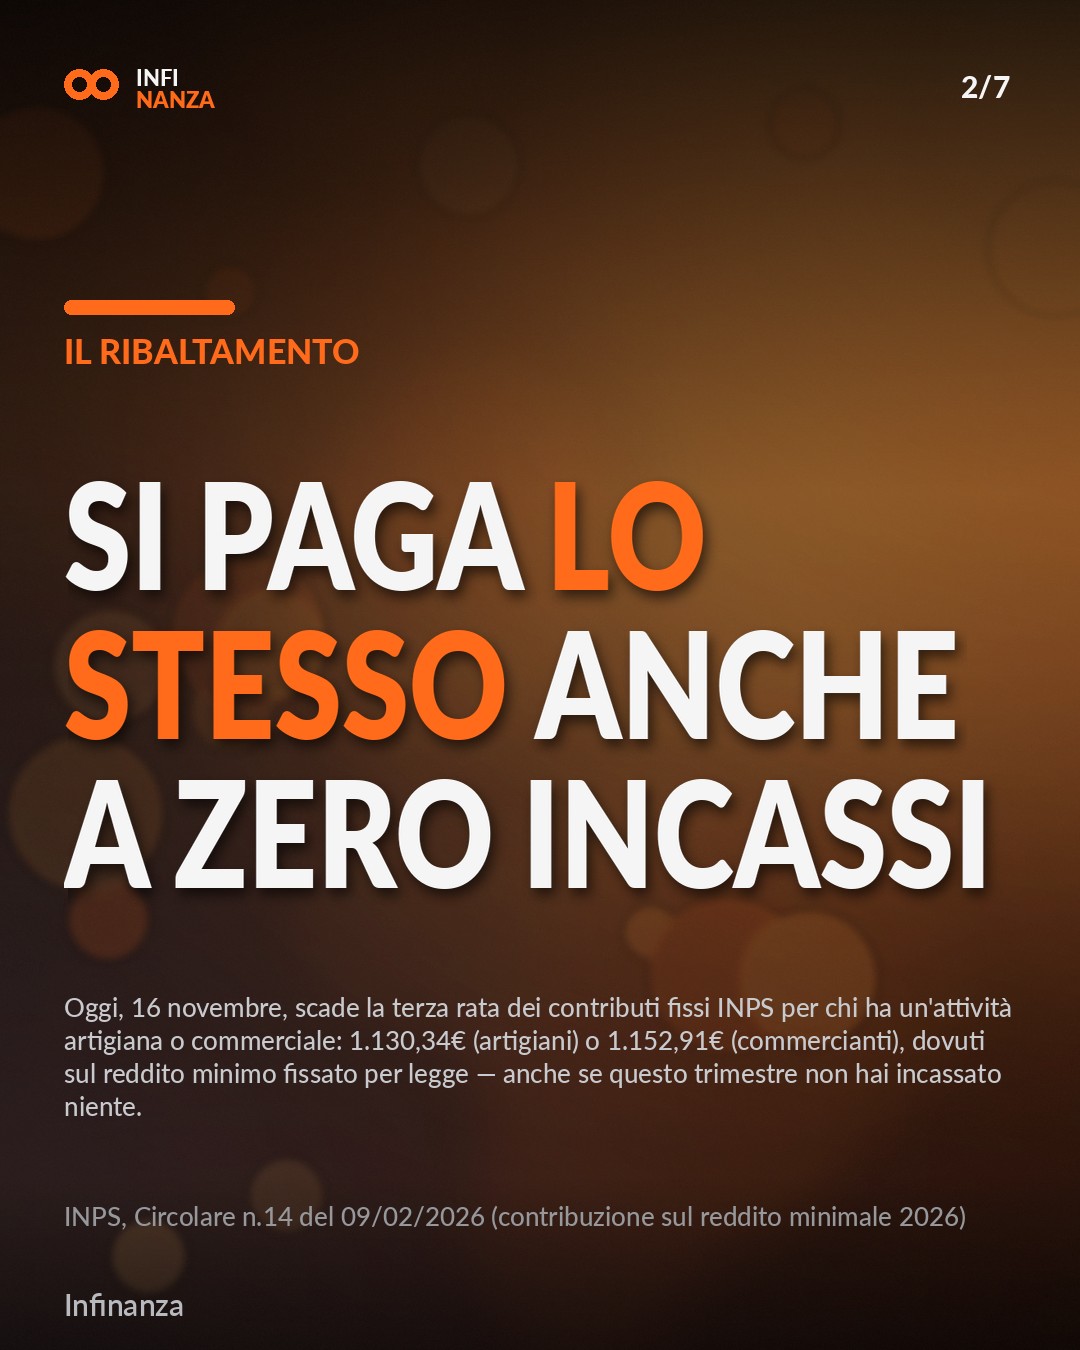 INFI
NANZA
2/7
IL RIBALTAMENTO
SI PAGA LO
STESSO ANCHE
A ZERO INCASSI
Oggi, 16 novembre, scade la terza rata dei contributi fissi INPS per chi ha un'attività
artigiana o commerciale: 1.130,34€ (artigiani) o 1.152,91€ (commercianti), dovuti
sul reddito minimo fissato per legge — anche se questo trimestre non hai incassato
niente.
INPS, Circolare n.14 del 09/02/2026 (contribuzione sul reddito minimale 2026)
Infinanza